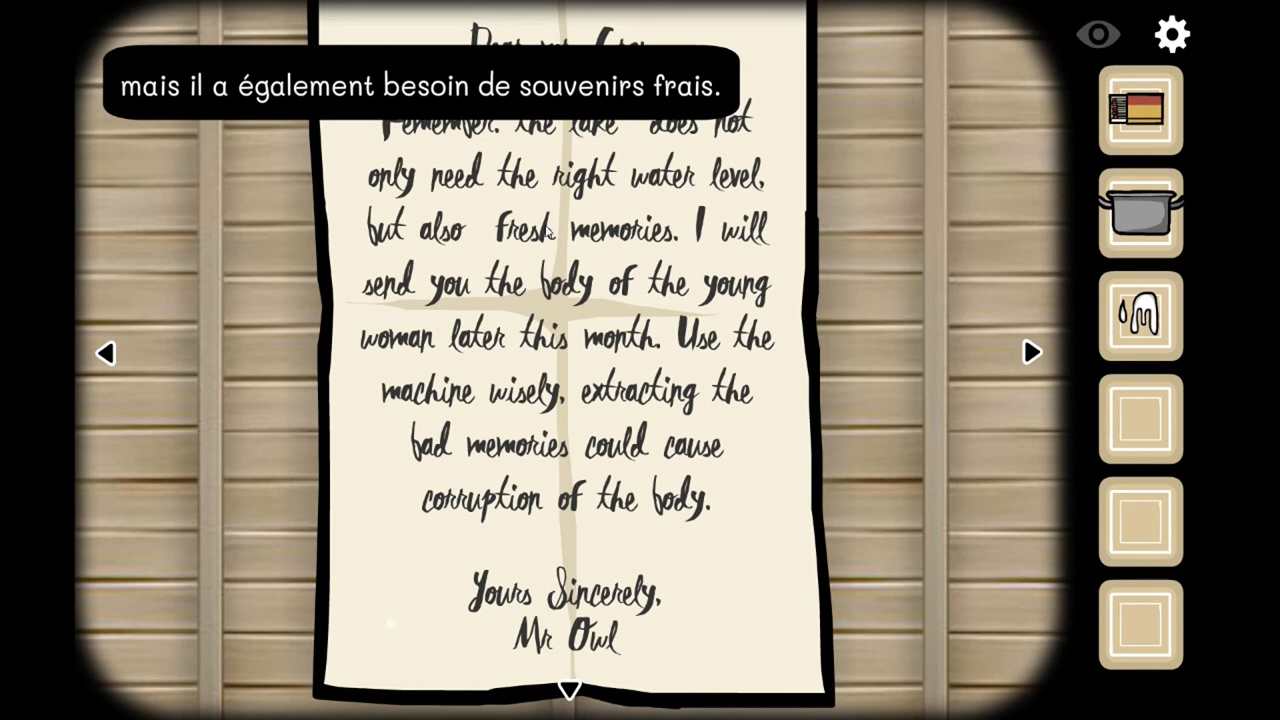 mais il a également besoin de souvenirs frais.
Remember. the lake does not
only need the right water level,
but also fresh memories. I will
send you the body of the young
woman later this month. Use the
machine wisely, extracting the
bad memories could cause
corruption of the body.
Yours Sincerely,
Mr Owl